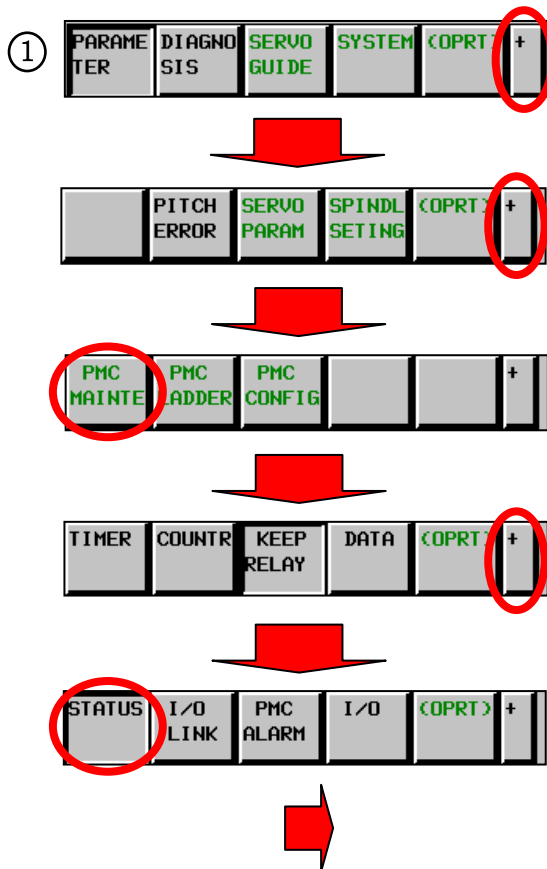 ①
PARAME DIAGNO SERVO SYSTEM (OPRT) +
TER SIS GUIDE
PITCH SERVO SPINDL (OPRT) +
ERROR PARAM SETING
PMC PMC PMC +
MAINTE LADDER CONFIG
TIMER COUNTR KEEP DATA (OPRT) +
RELAY
STATUS I/O PMC I/O (OPRT) +
LINK ALARM